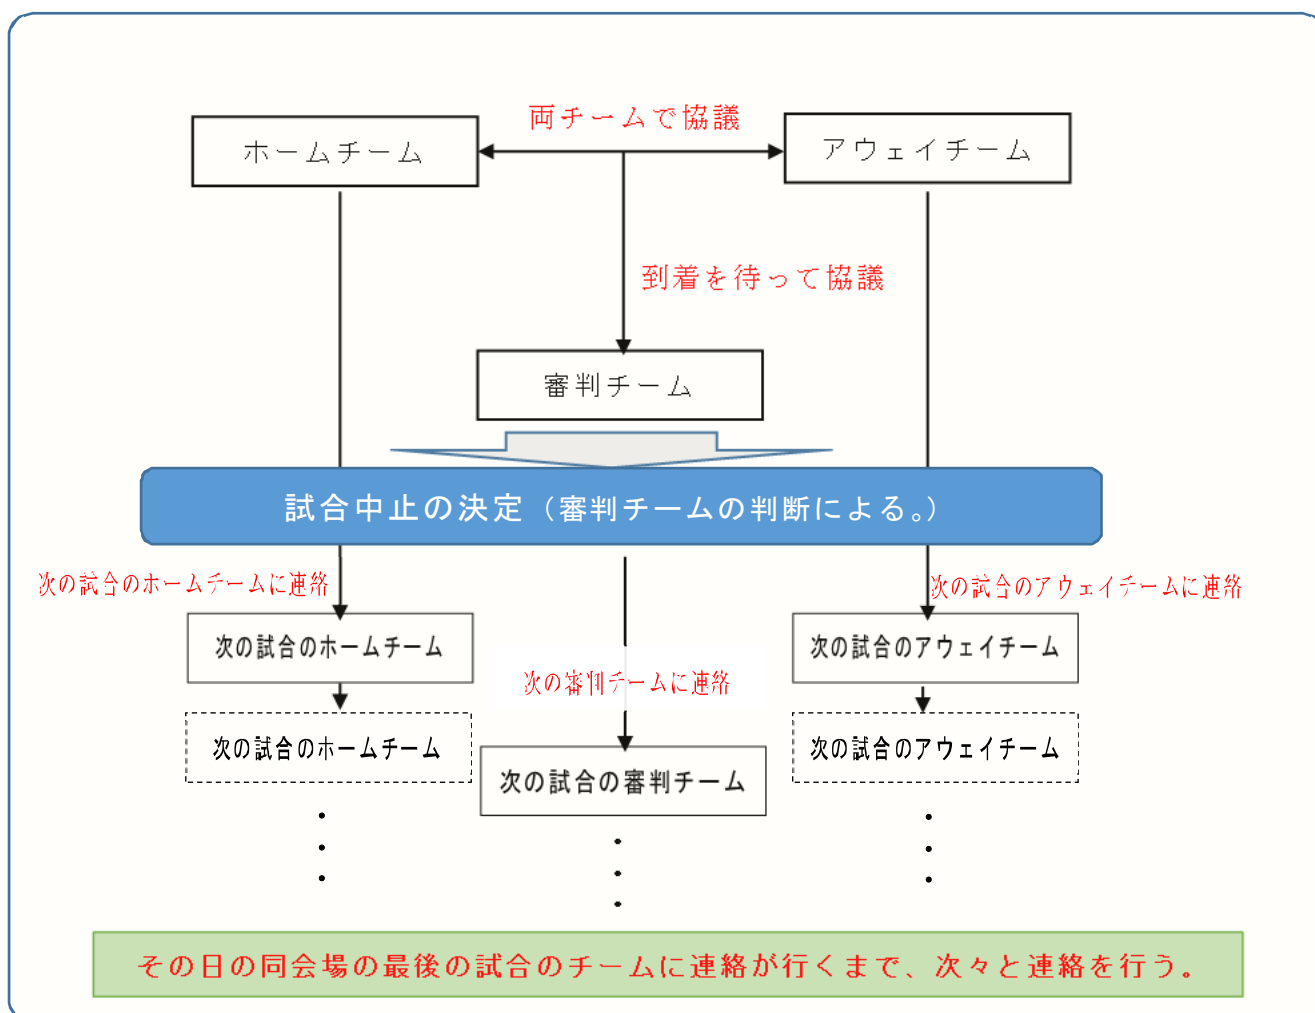 両チームで協議
ホームチーム
アウェイチーム
到着を待って協議
審判チーム
試合中止の決定（審判チームの判断による。）
次の試合のホームチームに連絡
次の試合のアウェイチームに連絡
次の試合のホームチーム
次の試合のアウェイチーム
次の審判チームに連絡
次の試合のホームチーム
次の試合のアウェイチーム
次の試合の審判チーム
その日の同会場の最後の試合のチームに連絡が行くまで、次々と連絡を行う。